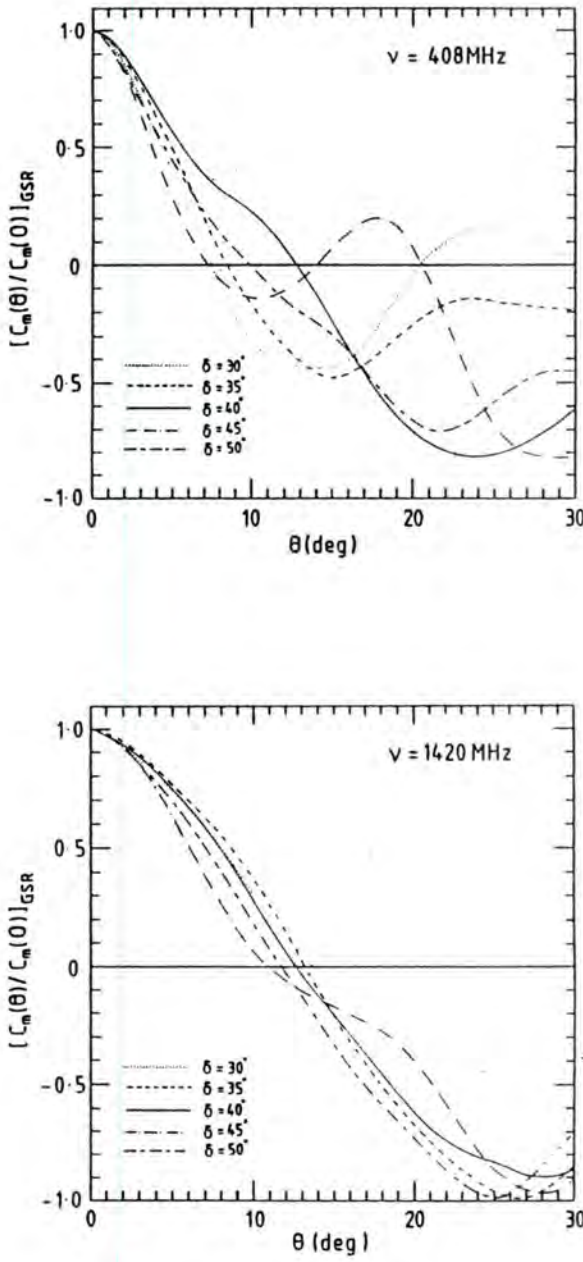 1·0
ν = 408MHz
0·5
[C_m(θ)/C_m(0)]_GSR
0
δ = 30°
δ = 35°
-0·5
δ = 40°
δ = 45°
δ = 50°
-1·0
0 10 20 30
θ(deg)
1·0
ν = 1420 MHz
0·5
[C_m(θ)/C_m(0)]_GSR
0
δ = 30°
-0·5
δ = 35°
δ = 40°
δ = 45°
δ = 50°
-1·0
0 10 20 30
θ (deg)